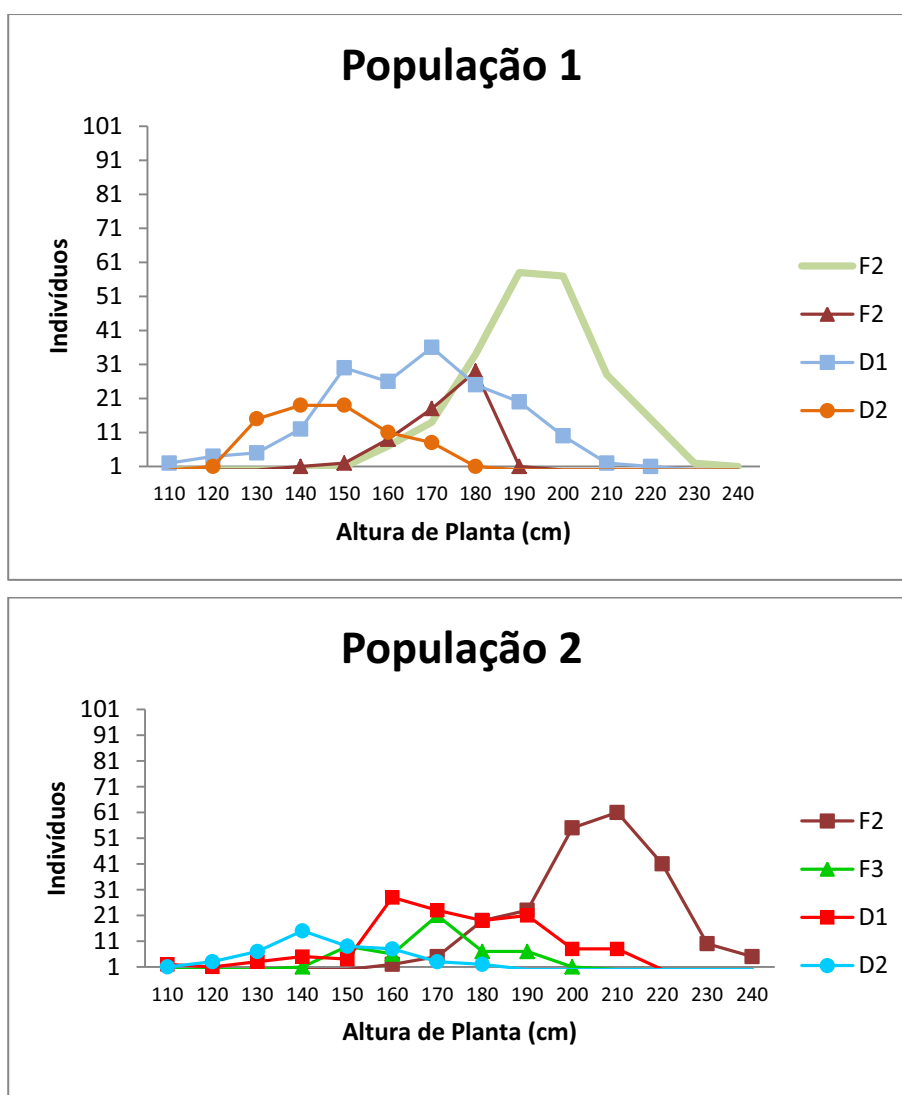 População 1
101
91
81
71
61
51
41
31
21
11
1
Indivíduos
110 120 130 140 150 160 170 180 190 200 210 220 230 240
Altura de Planta (cm)
F2
F2
D1
D2
População 2
101
91
81
71
61
51
41
31
21
11
1
Indivíduos
110 120 130 140 150 160 170 180 190 200 210 220 230 240
Altura de Planta (cm)
F2
F3
D1
D2